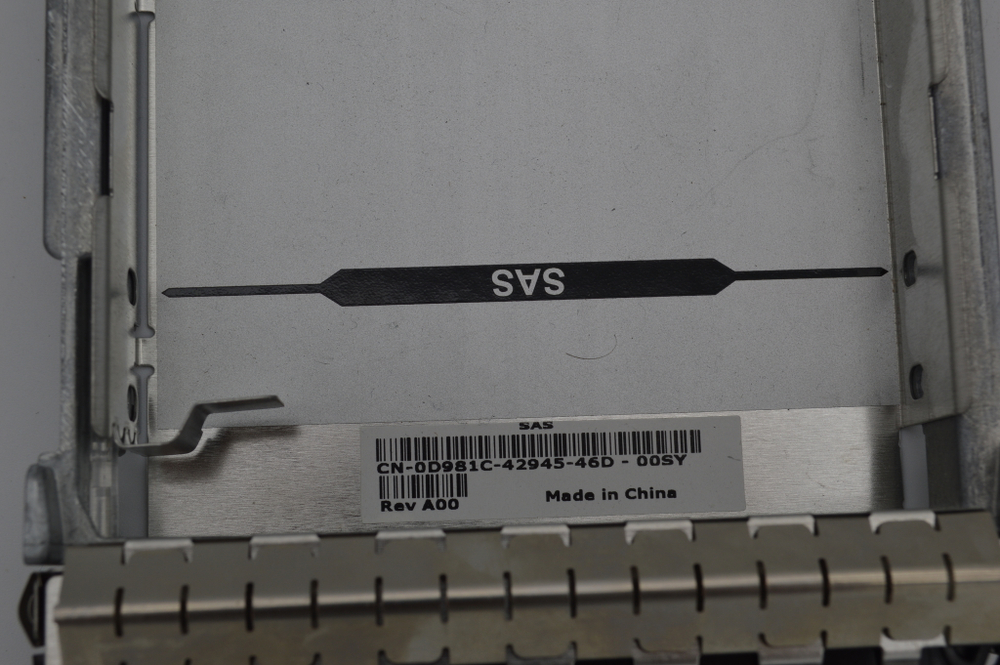 SAS
SAS
CN-0D981C-42945-46D - 00SY
Rev A00
Made in China